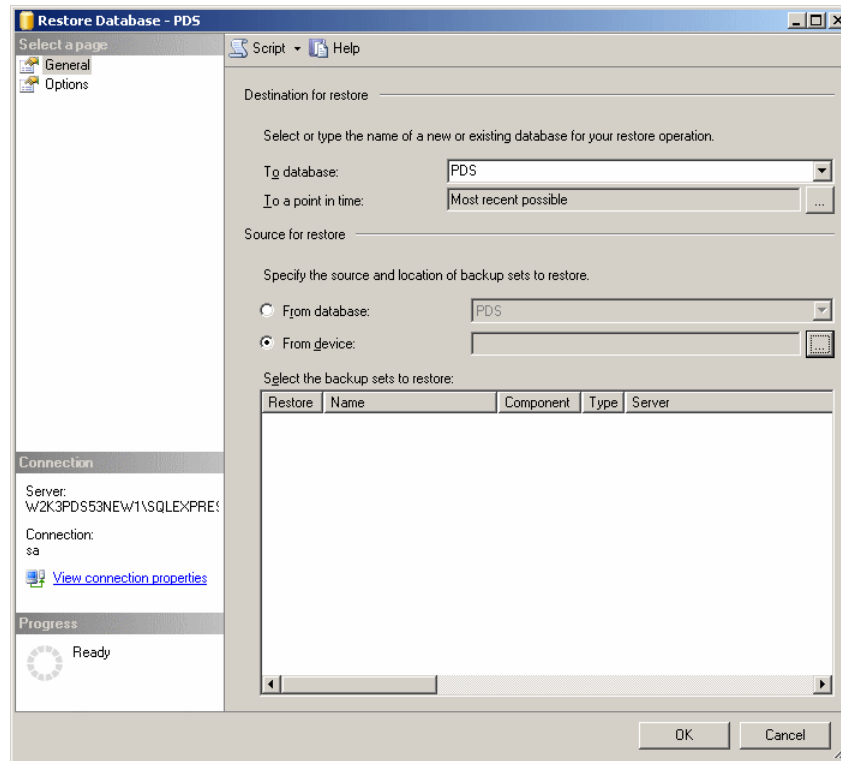 Restore Database - PDS
Select a page
General
Options
Script
Help
Destination for restore
Select or type the name of a new or existing database for your restore operation.
To database:
PDS
To a point in time:
Most recent possible
...
Source for restore
Specify the source and location of backup sets to restore.
From database:
PDS
From device:
...
Select the backup sets to restore:
Restore Name Component Type Server
Connection
Server:
W2K3PDS53NEW1\SQLEXPRES
Connection:
sa
View connection properties
Progress
Ready
OK
Cancel